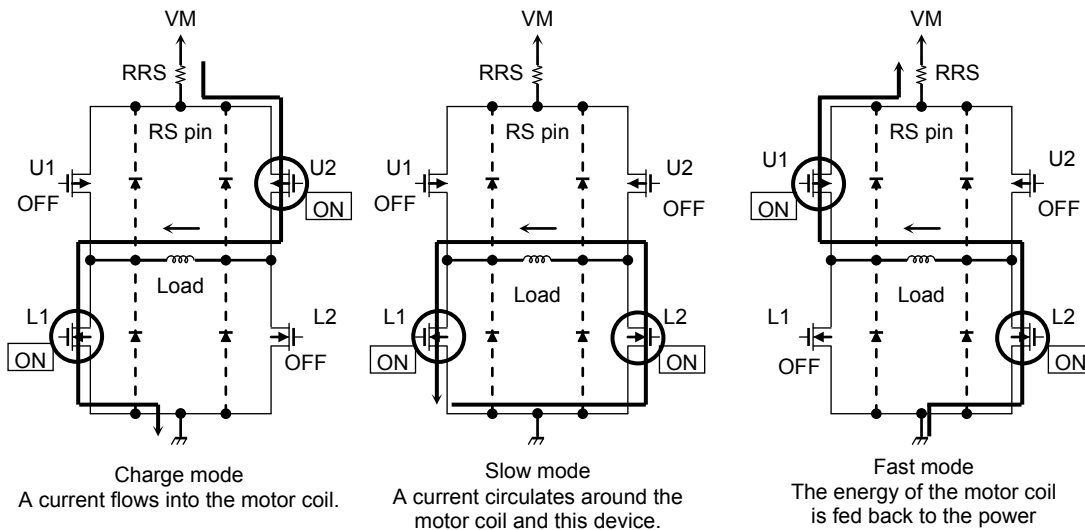 VM
RRS
RS pin
U1
U2
OFF
ON
Load
L1
L2
ON
OFF
Charge mode
A current flows into the motor coil.
VM
RRS
RS pin
U1
U2
OFF
OFF
Load
L1
L2
ON
ON
Slow mode
A current circulates around the
motor coil and this device.
VM
RRS
RS pin
U1
U2
ON
OFF
Load
L1
L2
OFF
ON
Fast mode
The energy of the motor coil
is fed back to the power